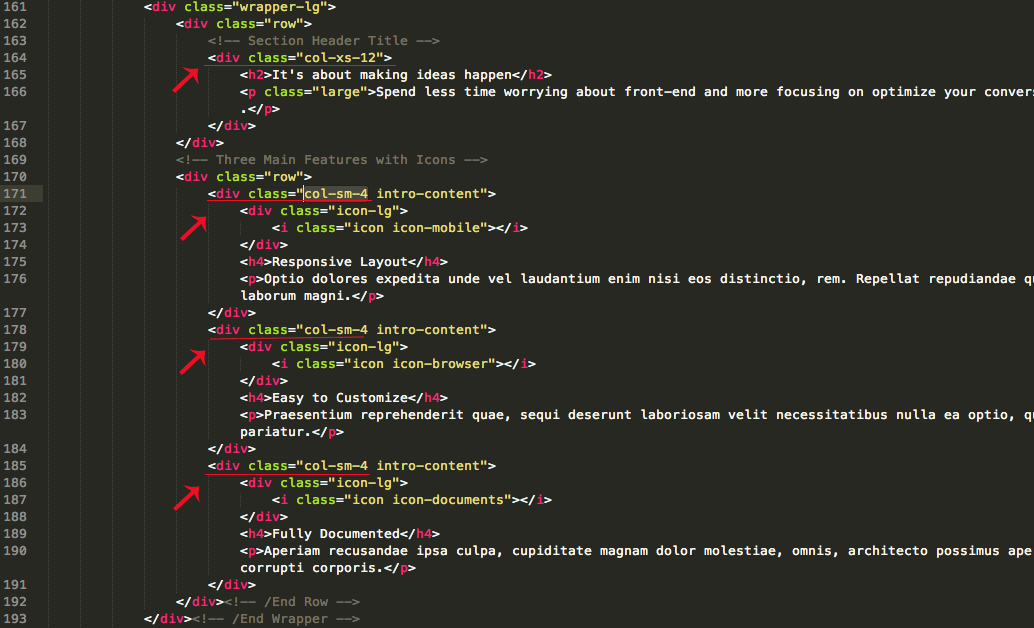 161 <div class="wrapper-lg">
162 <div class="row">
163 <!-- Section Header Title -->
164 <div class="col-xs-12">
165 <h2>It's about making ideas happen</h2>
166 <p class="large">Spend less time worrying about front-end and more focusing on optimize your convers
.</p>
167 </div>
168 </div>
169 <!-- Three Main Features with Icons -->
170 <div class="row">
171 <div class="col-sm-4 intro-content">
172 <div class="icon-lg">
173 <i class="icon icon-mobile"></i>
174 </div>
175 <h4>Responsive Layout</h4>
176 <p>Optio dolores expedita unde vel laudantium enim nisi eos distinctio, rem. Repellat repudiandae qu
laborum magni.</p>
177 </div>
178 <div class="col-sm-4 intro-content">
179 <div class="icon-lg">
180 <i class="icon icon-browser"></i>
181 </div>
182 <h4>Easy to Customize</h4>
183 <p>Praesentium reprehenderit quae, sequi deserunt laboriosam velit necessitatibus nulla ea optio, qu
pariatur.</p>
184 </div>
185 <div class="col-sm-4 intro-content">
186 <div class="icon-lg">
187 <i class="icon icon-documents"></i>
188 </div>
189 <h4>Fully Documented</h4>
190 <p>Aperiam recusandae ipsa culpa, cupiditate magnam dolor molestiae, omnis, architecto possimus ape
corrupti corporis.</p>
191 </div>
192 </div><!-- /End Row -->
193 </div><!-- /End Wrapper -->